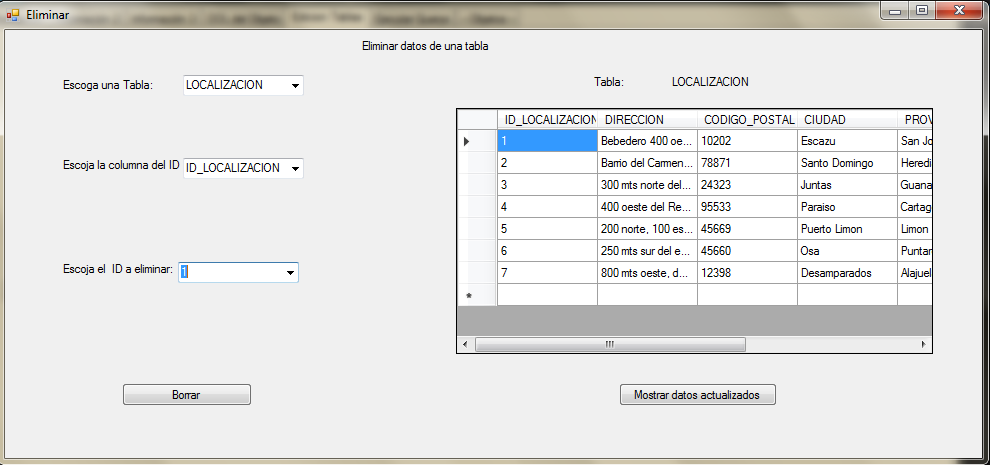 Eliminar
Eliminar datos de una tabla
Escoga una Tabla:
LOCALIZACION
Tabla:
LOCALIZACION
Escoja la columna del ID
ID_LOCALIZACION
Escoja el  ID a eliminar:
1
ID_LOCALIZACION DIRECCION CODIGO_POSTAL CIUDAD PROV
1 Bebedero 400 oe... 10202 Escazu San Jo
2 Barrio del Carmen... 78871 Santo Domingo Heredi
3 300 mts norte del... 24323 Juntas Guana
4 400 oeste del Re... 95533 Paraiso Cartag
5 200 norte, 100 es... 45669 Puerto Limon Limon
6 250 mts sur del e... 45660 Osa Puntar
7 800 mts oeste, d... 12398 Desamparados Alajuel
*
Borrar
Mostrar datos actualizados